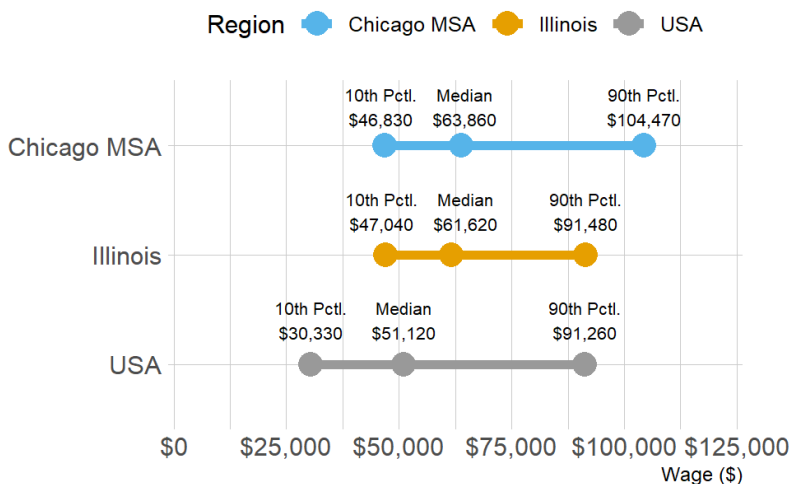 Region Chicago MSA Illinois USA
10th Pctl. Median 90th Pctl.
$46,830 $63,860 $104,470
Chicago MSA
10th Pctl. Median 90th Pctl.
$47,040 $61,620 $91,480
Illinois
10th Pctl. Median 90th Pctl.
$30,330 $51,120 $91,260
USA
$0 $25,000 $50,000 $75,000 $100,000 $125,000
Wage ($)